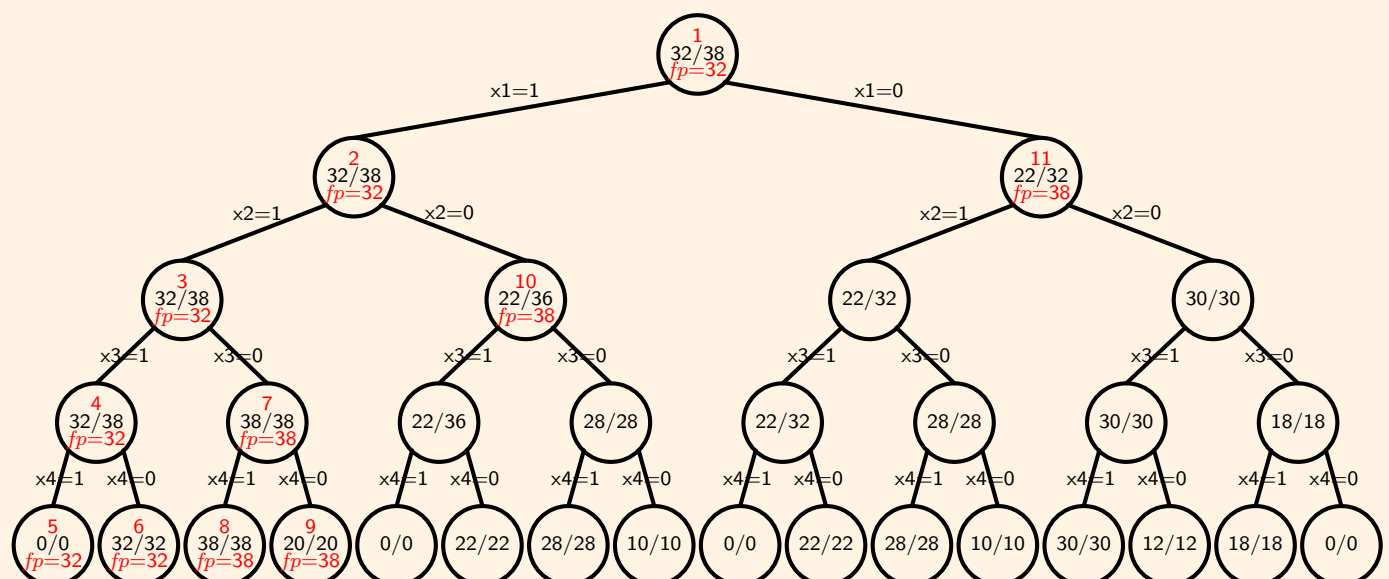 1
32/38
fp=32
x1=1
x1=0
2
32/38
fp=32
11
22/32
fp=38
x2=1
x2=0
x2=1
x2=0
3
32/38
fp=32
10
22/36
fp=38
22/32
30/30
x3=1
x3=0
x3=1
x3=0
x3=1
x3=0
x3=1
x3=0
4
32/38
fp=32
7
38/38
fp=38
22/36
28/28
22/32
28/28
30/30
18/18
x4=1
x4=0
x4=1
x4=0
x4=1
x4=0
x4=1
x4=0
x4=1
x4=0
x4=1
x4=0
x4=1
x4=0
x4=1
x4=0
5
0/0
fp=32
6
32/32
fp=32
8
38/38
fp=38
9
20/20
fp=38
0/0
22/22
28/28
10/10
0/0
22/22
28/28
10/10
30/30
12/12
18/18
0/0